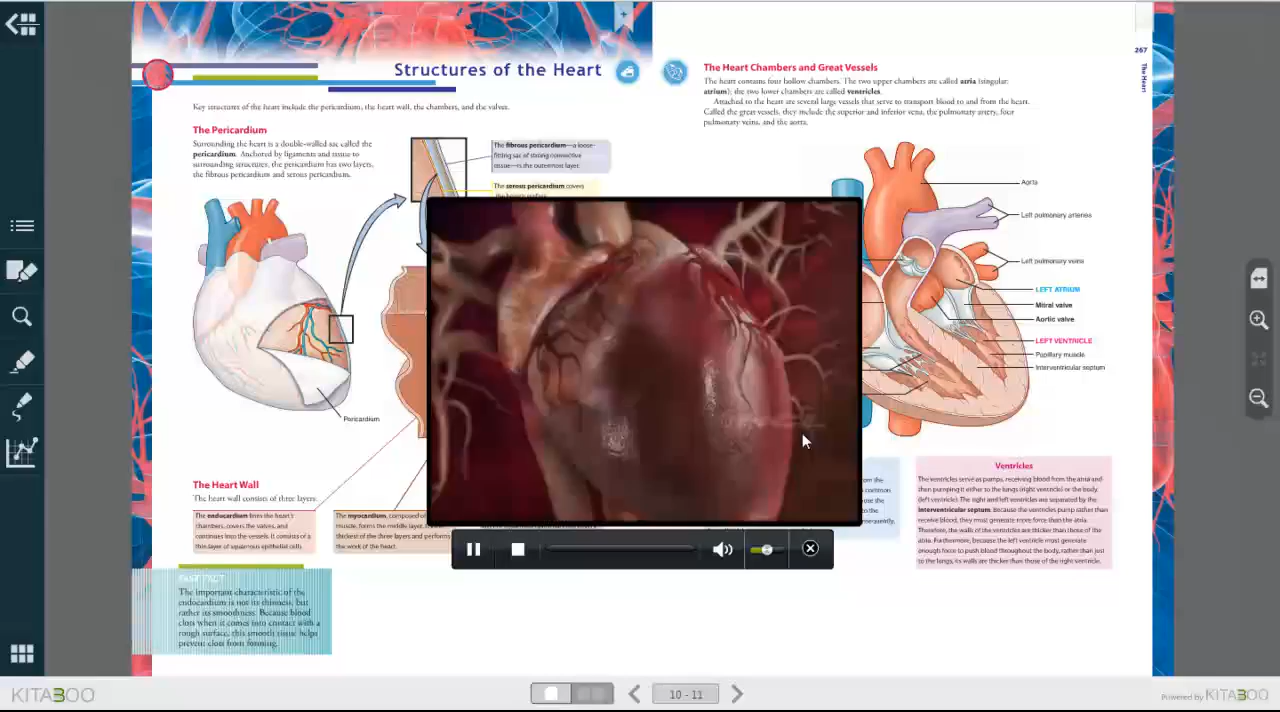 Structures of the Heart
Key structures of the heart include the pericardium, the heart wall, the chambers, and the valves.
The Pericardium
Surrounding the heart is a double-walled sac called the
pericardium. Anchored by ligaments and tissue to
surrounding structures, the pericardium has two layers,
the fibrous pericardium and serous pericardium.
The fibrous pericardium—a loose-
fitting sac of strong connective
tissue—is the outermost layer.
The serous pericardium covers
Pericardium
The Heart Wall
The heart wall consists of three layers.
The endocardium lines the heart's
chambers, covers the valves, and
continues into the vessels. It consists of a
thin layer of squamous epithelial cells.
The myocardium, composed of
muscle, forms the middle layer.
thickest of the three layers and performs
the work of the heart.
FAST FACT
The important characteristic of the
endocardium is not its thinness, but
rather its smoothness. Because blood
clots when it comes into contact with a
rough surface, this smooth tissue helps
prevent clots from forming.
267
The Heart
The Heart Chambers and Great Vessels
The heart contains four hollow chambers. The two upper chambers are called atria (singular:
atrium); the two lower chambers are called ventricles.
Attached to the heart are several large vessels that serve to transport blood to and from the heart.
Called the great vessels, they include the superior and inferior vena, the pulmonary artery, four
pulmonary veins, and the aorta.
Aorta
Left pulmonary arteries
Left pulmonary veins
LEFT ATRIUM
Mitral valve
Aortic valve
LEFT VENTRICLE
Papillary muscle
Interventricular septum
Ventricles
The ventricles serve as pumps, receiving blood from the atria and
then pumping it either to the lungs (right ventricle) or the body
(left ventricle). The right and left ventricles are separated by the
interventricular septum. Because the ventricles pump rather than
receive blood, they must generate more force than the atria.
Therefore, the walls of the ventricles are thicker than those of the
atria. Furthermore, because the left ventricle must generate
enough force to push blood throughout the body, rather than just
to the lungs, its walls are thicker than those of the right ventricle.
KITABOO
10 - 11
Powered by KITABOO